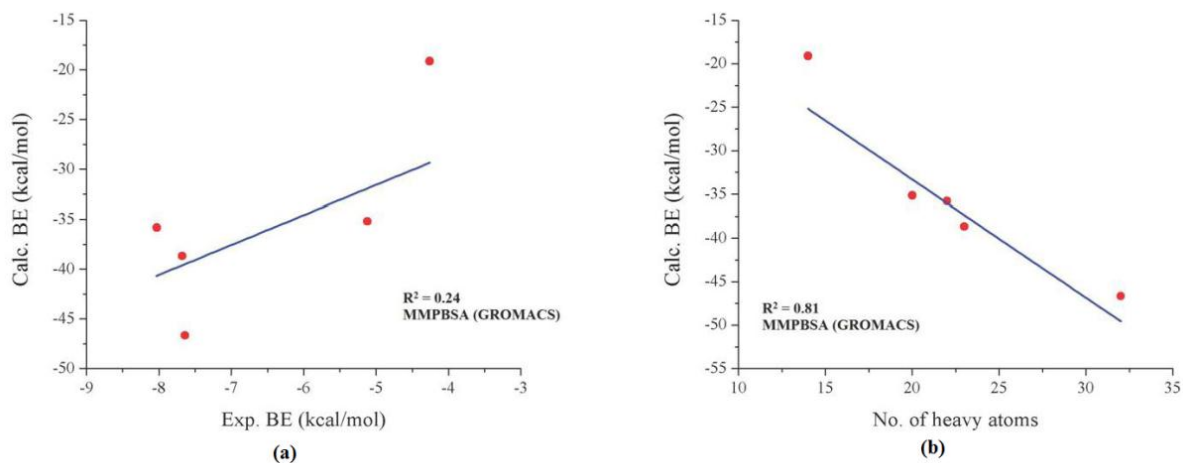 -15
-20
-25
-30
-35
-40
-45
-50
Calc. BE (kcal/mol)
R² = 0.24
MMPBSA (GROMACS)
-9 -8 -7 -6 -5 -4 -3
Exp. BE (kcal/mol)
(a)
-15
-20
-25
-30
-35
-40
-45
-50
-55
Calc. BE (kcal/mol)
R² = 0.81
MMPBSA (GROMACS)
10 15 20 25 30 35
No. of heavy atoms
(b)